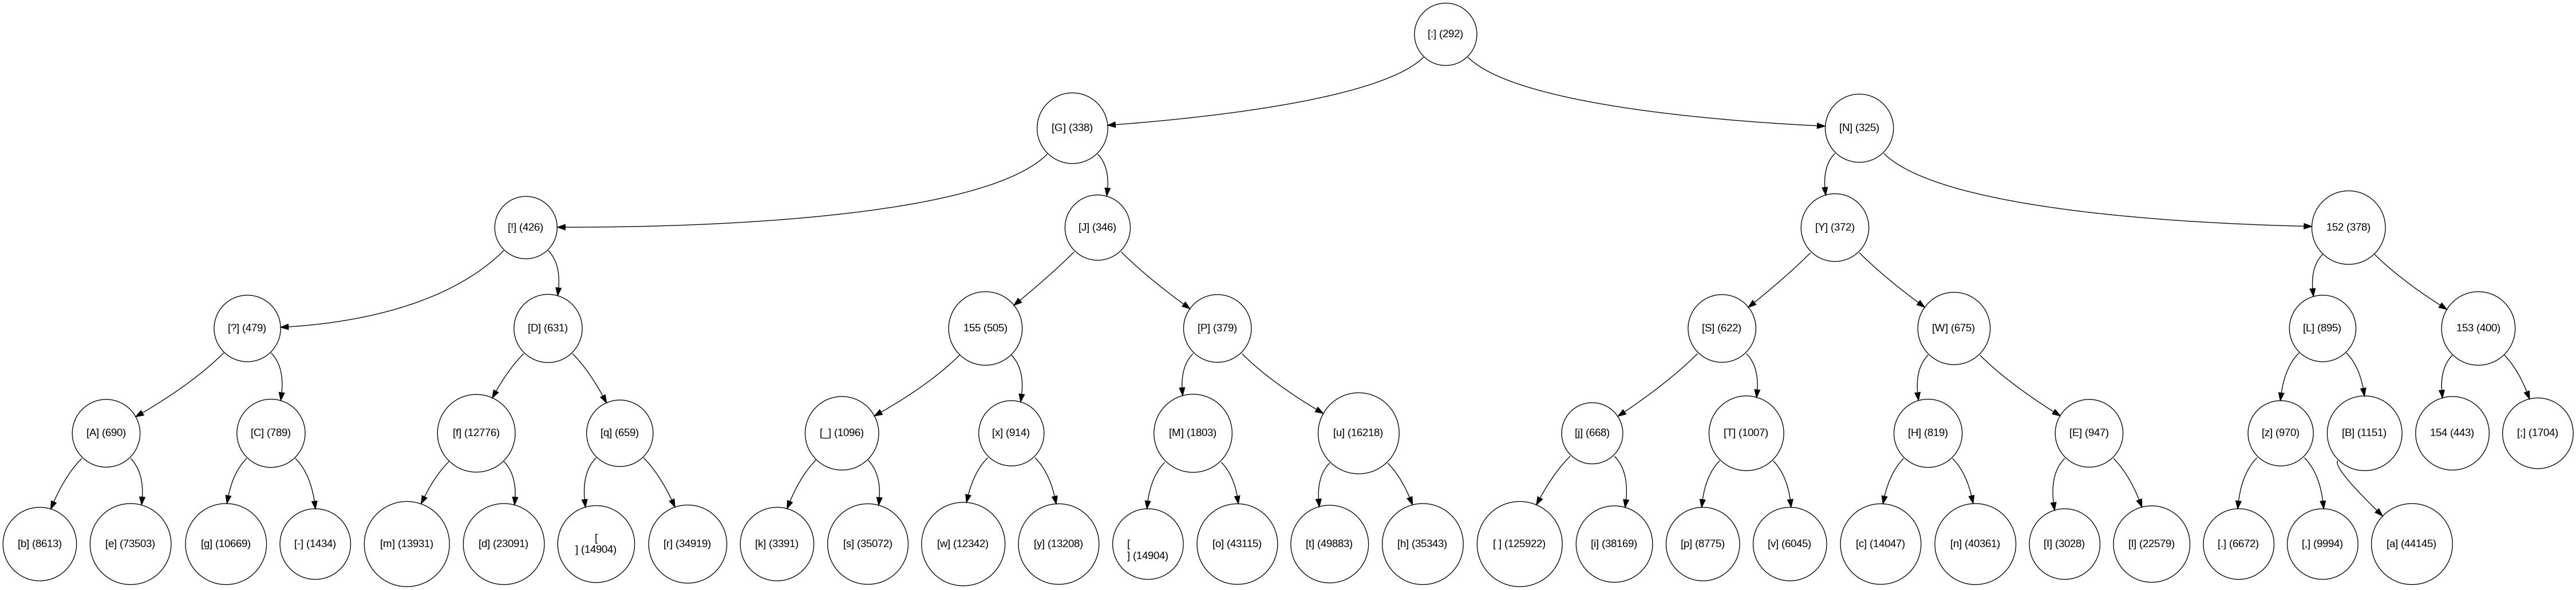 [:] (292)
[G] (338)
[N] (325)
[!] (426)
[J] (346)
[Y] (372)
152 (378)
[?] (479)
[D] (631)
155 (505)
[P] (379)
[S] (622)
[W] (675)
[L] (895)
153 (400)
[A] (690)
[C] (789)
[f] (12776)
[q] (659)
[_] (1096)
[x] (914)
[M] (1803)
[u] (16218)
[j] (668)
[T] (1007)
[H] (819)
[E] (947)
[z] (970)
[B] (1151)
154 (443)
[;] (1704)
[b] (8613)
[e] (73503)
[g] (10669)
[-] (1434)
[m] (13931)
[d] (23091)
[
] (14904)
[r] (34919)
[k] (3391)
[s] (35072)
[w] (12342)
[y] (13208)
[
] (14904)
[o] (43115)
[t] (49883)
[h] (35343)
[ ] (125922)
[i] (38169)
[p] (8775)
[v] (6045)
[c] (14047)
[n] (40361)
[I] (3028)
[l] (22579)
[.] (6672)
[,] (9994)
[a] (44145)